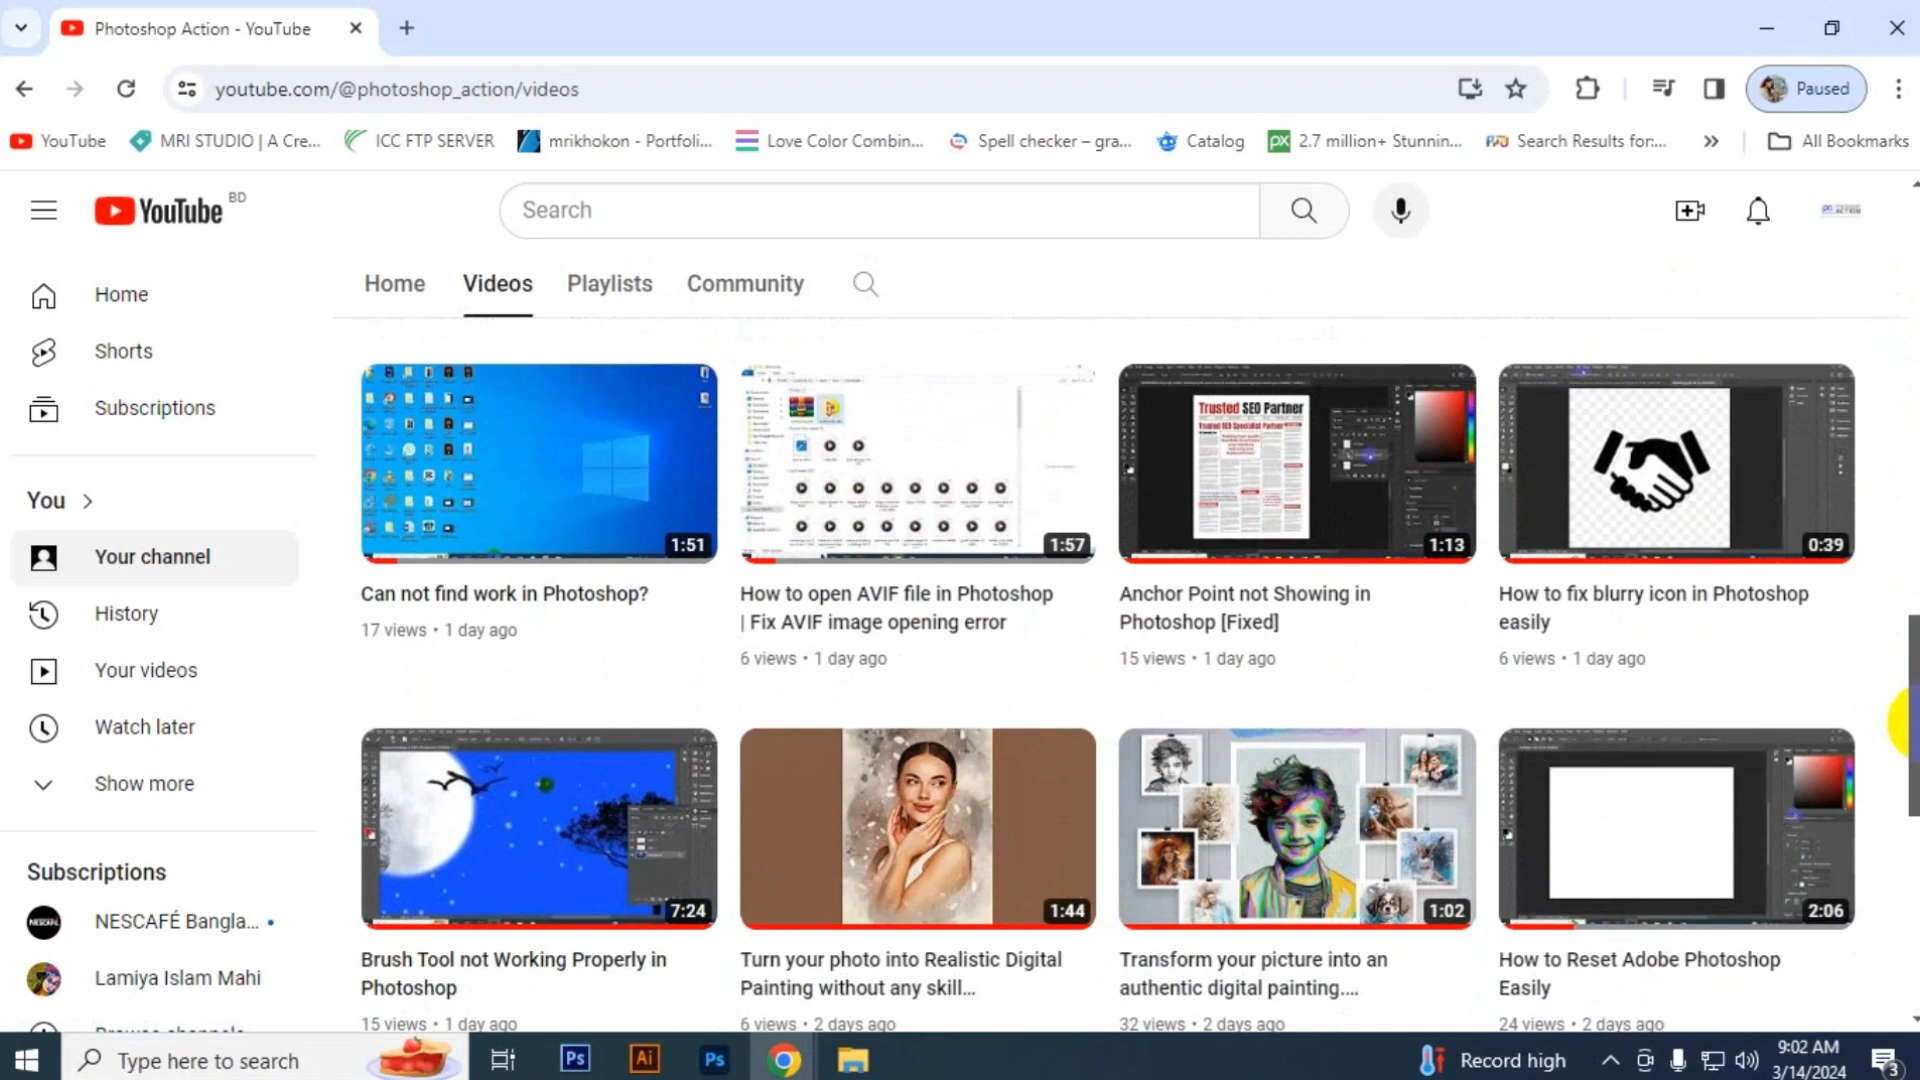 Photoshop Action - YouTube
youtube.com/@photoshop_action/videos
Paused
YouTube
MRI STUDIO | A Cre...
ICC FTP SERVER
mrikhokon - Portfoli...
Love Color Combin...
Spell checker – gra...
Catalog
px
2.7 million+ Stunnin...
Search Results for:...
All Bookmarks
YouTube BD
Search
Home
Videos
Playlists
Community
Home
Shorts
Subscriptions
You
Your channel
History
Your videos
Watch later
Show more
Subscriptions
NESCAFÉ
NESCAFÉ Bangla...
Lamiya Islam Mahi
Browse channels
1:51
Can not find work in Photoshop?
17 views • 1 day ago
1:57
How to open AVIF file in Photoshop
| Fix AVIF image opening error
6 views • 1 day ago
Trusted SEO Partner
Trusted SEO Specialist Partner
1:13
Anchor Point not Showing in
Photoshop [Fixed]
15 views • 1 day ago
0:39
How to fix blurry icon in Photoshop
easily
6 views • 1 day ago
7:24
Brush Tool not Working Properly in
Photoshop
15 views • 1 day ago
1:44
Turn your photo into Realistic Digital
Painting without any skill...
6 views • 2 days ago
1:02
Transform your picture into an
authentic digital painting....
32 views • 2 days ago
2:06
How to Reset Adobe Photoshop
Easily
24 views • 2 days ago
Type here to search
Ps
Ai
Ps
Record high
9:02 AM
3/14/2024
3